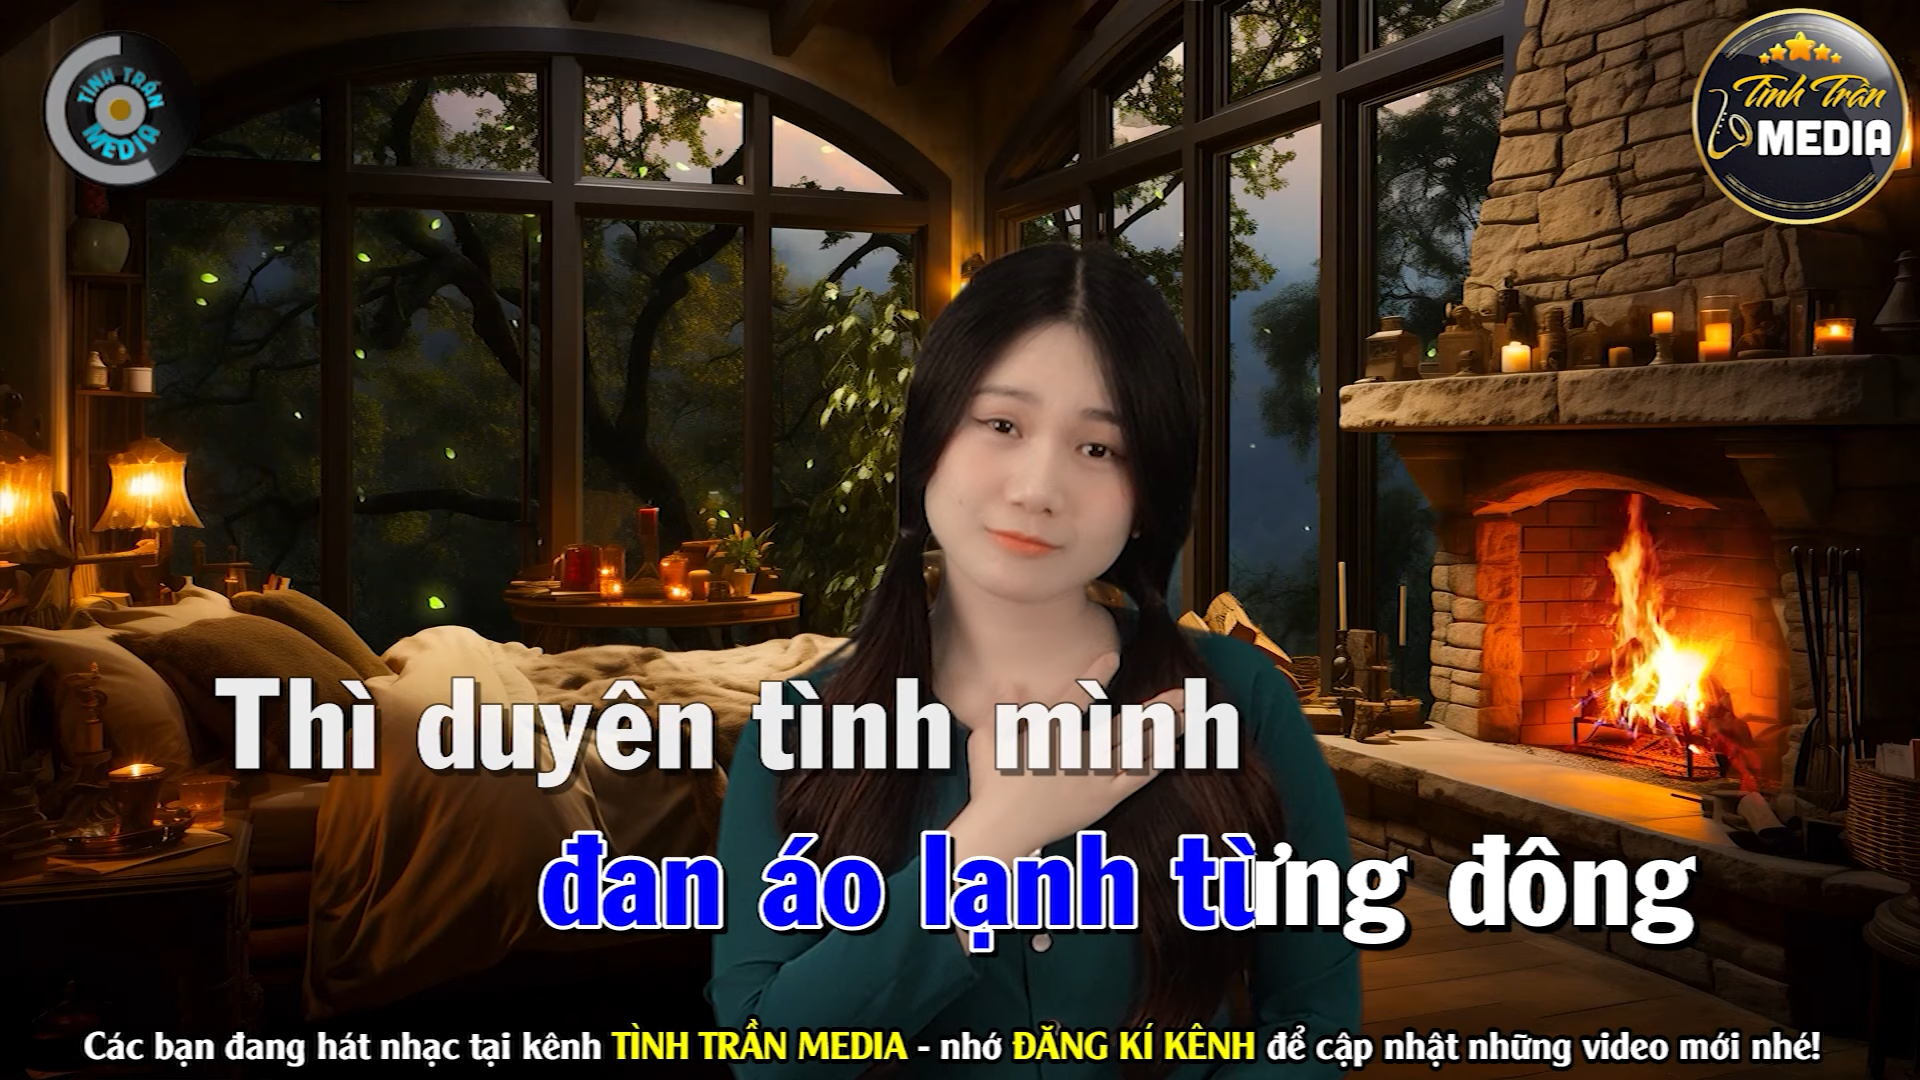 TÌNH TRẦN
MEDIA
Tình Trần
MEDIA
Thì duyên tình mình
đan áo lạnh từng đông
Các bạn đang hát nhạc tại kênh TÌNH TRẦN MEDIA - nhớ ĐĂNG KÍ KÊNH để cập nhật những video mới nhé!